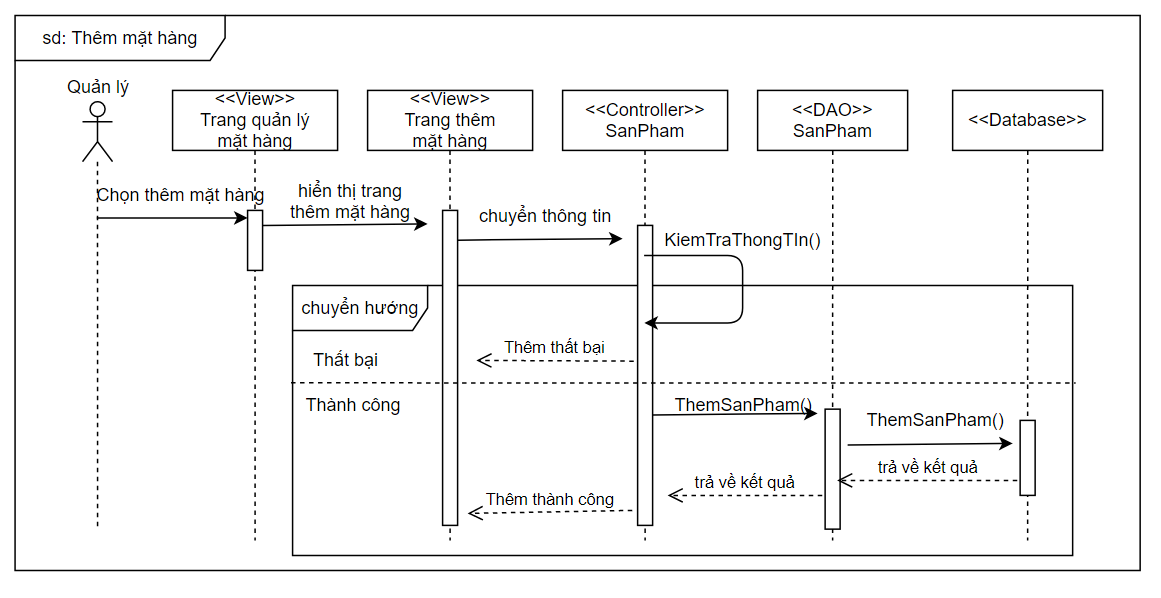 sd: Thêm mặt hàng
Quản lý
<<View>>
Trang quản lý
mặt hàng
<<View>>
Trang thêm
mặt hàng
<<Controller>>
SanPham
<<DAO>>
SanPham
<<Database>>
Chọn thêm mặt hàng
hiển thị trang
thêm mặt hàng
chuyển thông tin
KiemTraThongTIn()
chuyển hướng
Thêm thất bại
Thất bại
Thành công
ThemSanPham()
ThemSanPham()
trả về kết quả
trả về kết quả
Thêm thành công